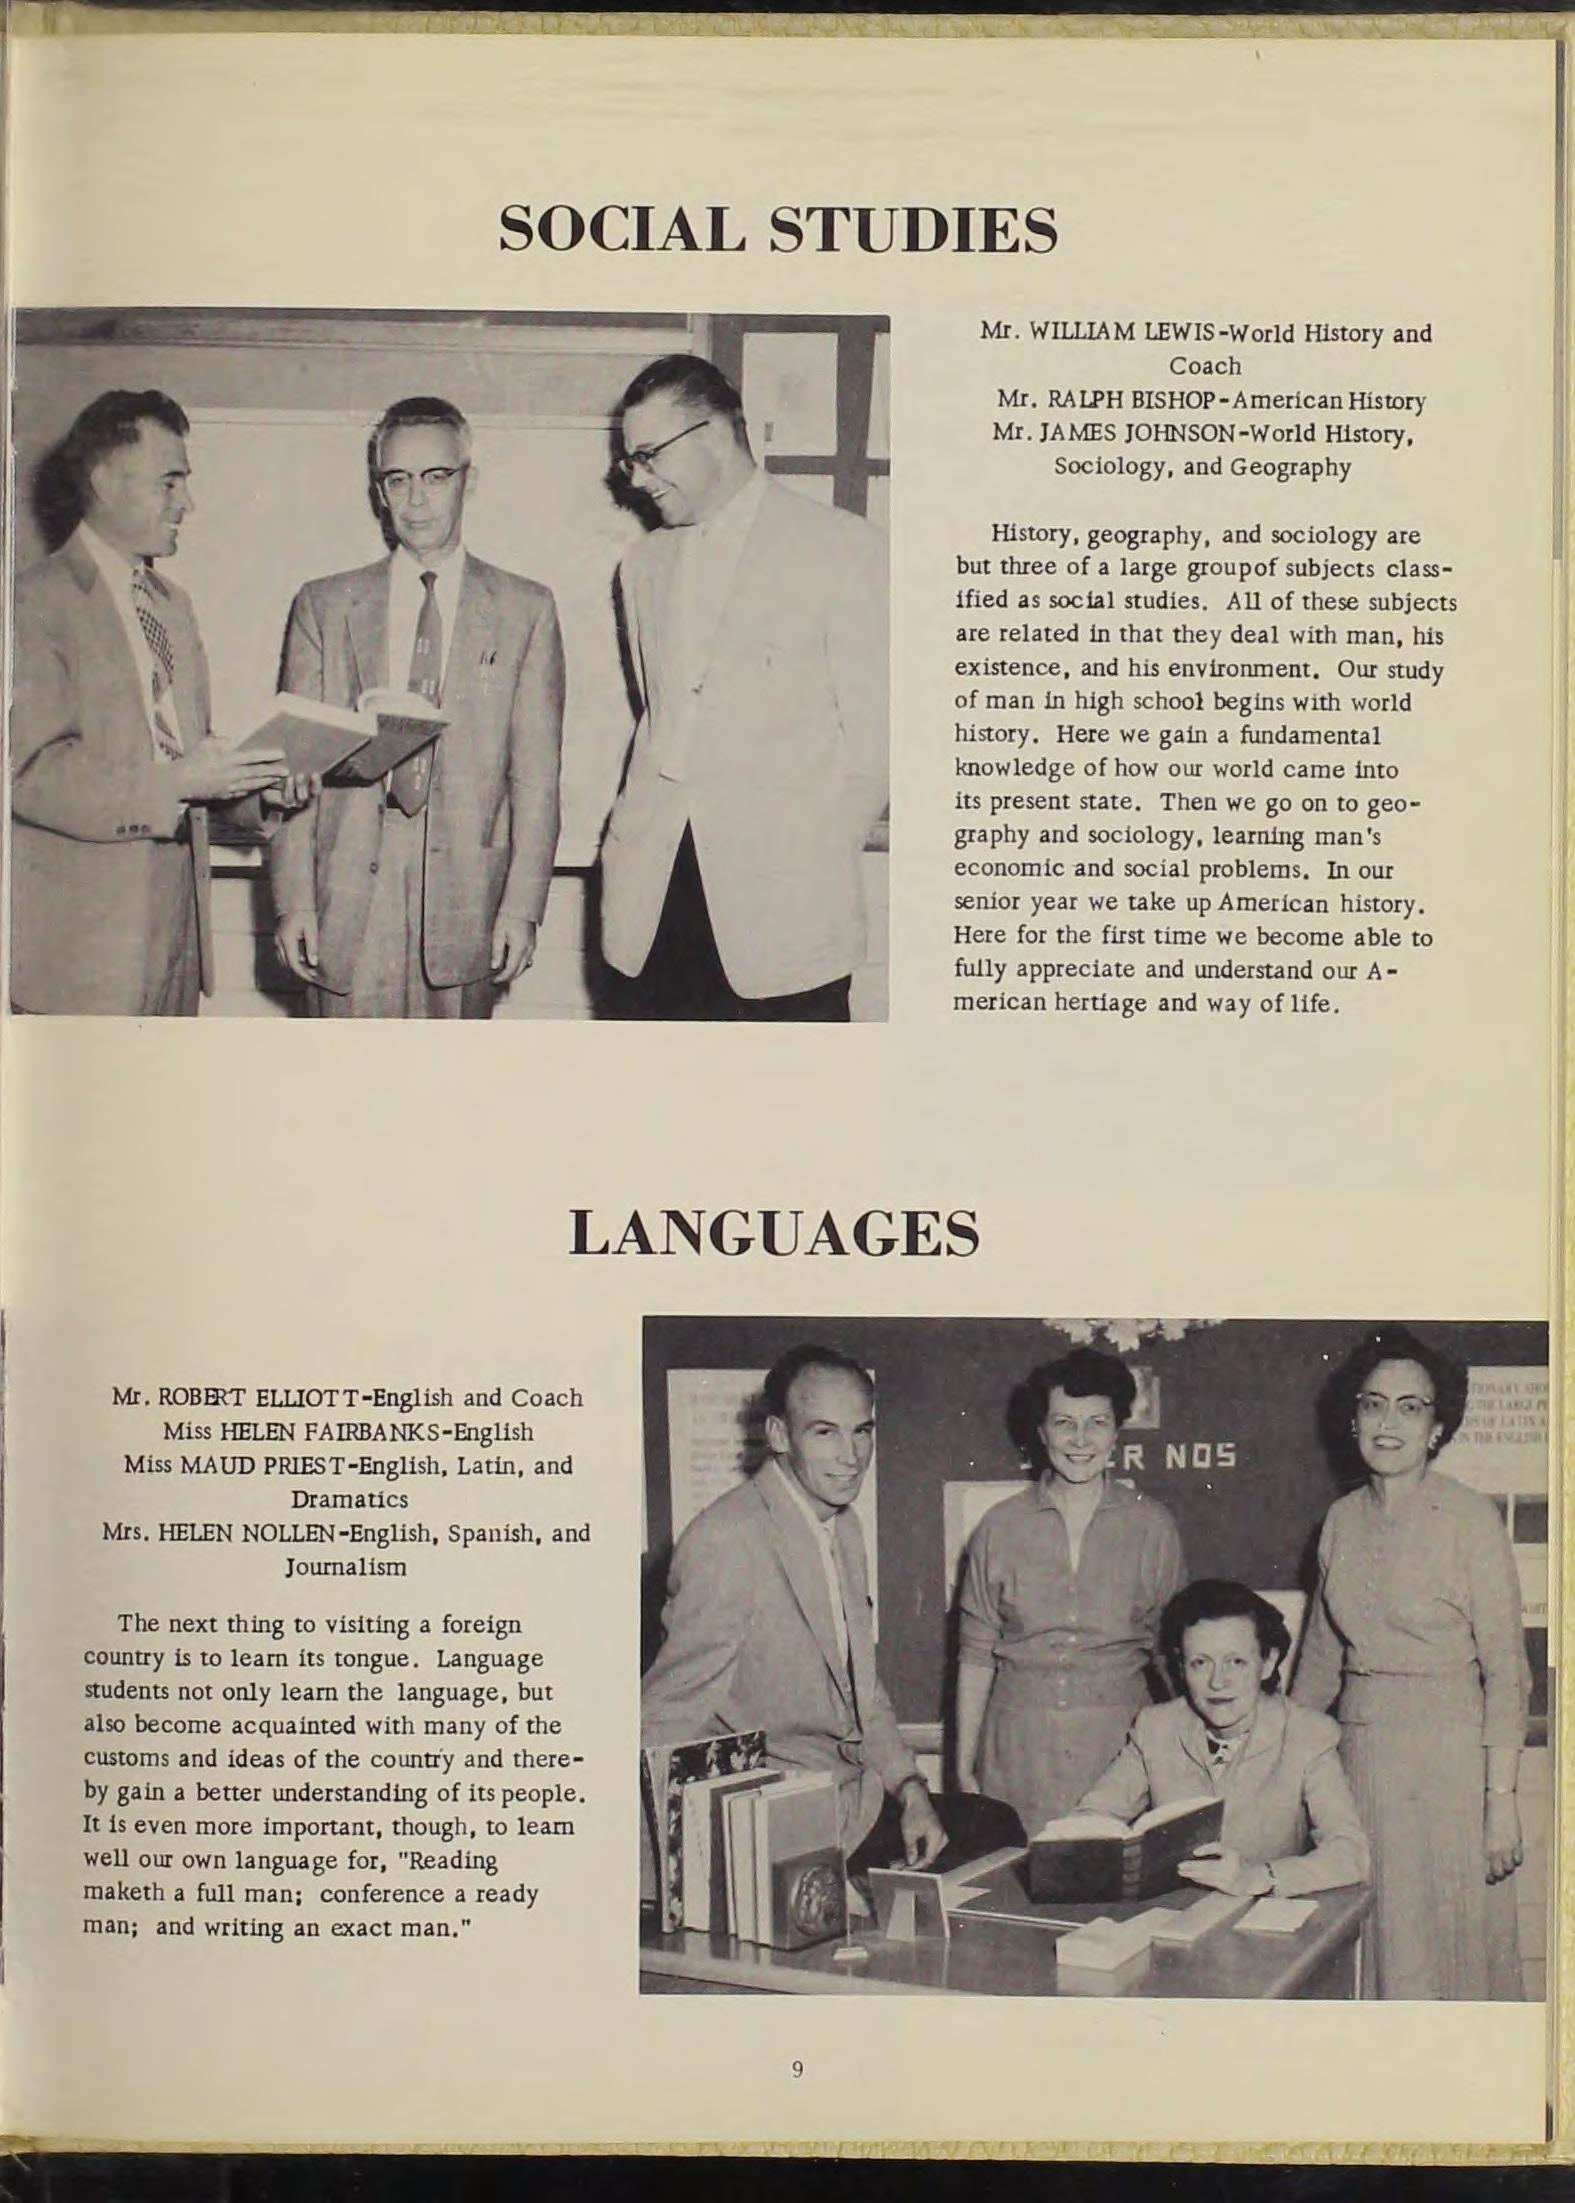 SOCIAL STUDIES
Mr. WILLIAM LEWIS-World History and
Coach
Mr. RALPH BISHOP-American History
Mr. JAMES JOHNSON-World History,
Sociology, and Geography
History, geography, and sociology are
but three of a large groupof subjects class-
ified as social studies. All of these subjects
are related in that they deal with man, his
existence, and his environment. Our study
of man in high school begins with world
history. Here we gain a fundamental
knowledge of how our world came into
its present state. Then we go on to geo-
graphy and sociology, learning man's
economic and social problems. In our
senior year we take up American history.
Here for the first time we become able to
fully appreciate and understand our A-
merican hertiage and way of life.
LANGUAGES
Mr. ROBERT ELLIOTT-English and Coach
Miss HELEN FAIRBANKS-English
Miss MAUD PRIEST-English, Latin, and
Dramatics
Mrs. HELEN NOLLEN-English, Spanish, and
Journalism
The next thing to visiting a foreign
country is to learn its tongue. Language
students not only learn the language, but
also become acquainted with many of the
customs and ideas of the country and there-
by gain a better understanding of its people.
It is even more important, though, to learn
well our own language for, "Reading
maketh a full man; conference a ready
man; and writing an exact man."
R NOS
9